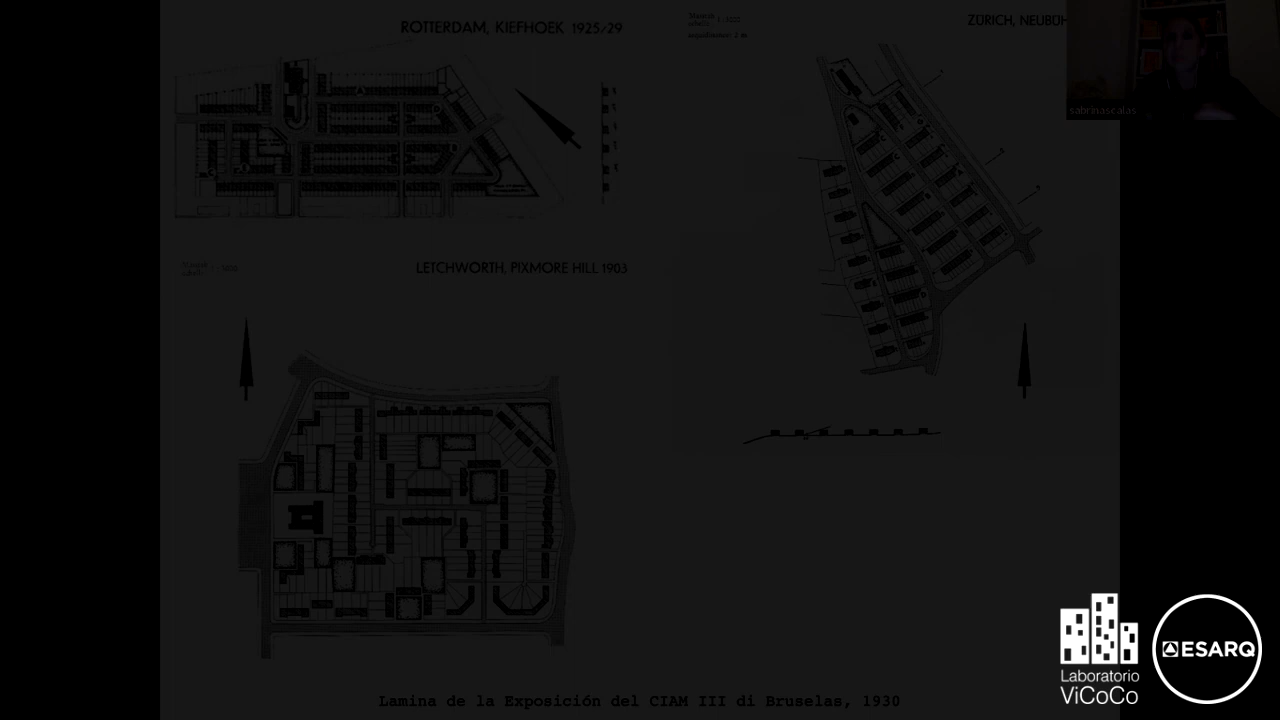 ROTTERDAM, KIEFHOEK 1925/29
ZÜRICH, NEUBÜH
sabrinascalas
LETCHWORTH, PIXMORE HILL 1903
Laboratorio
ViCoCo
ESARQ
Lamina de la Exposición del CIAM III di Bruselas, 1930